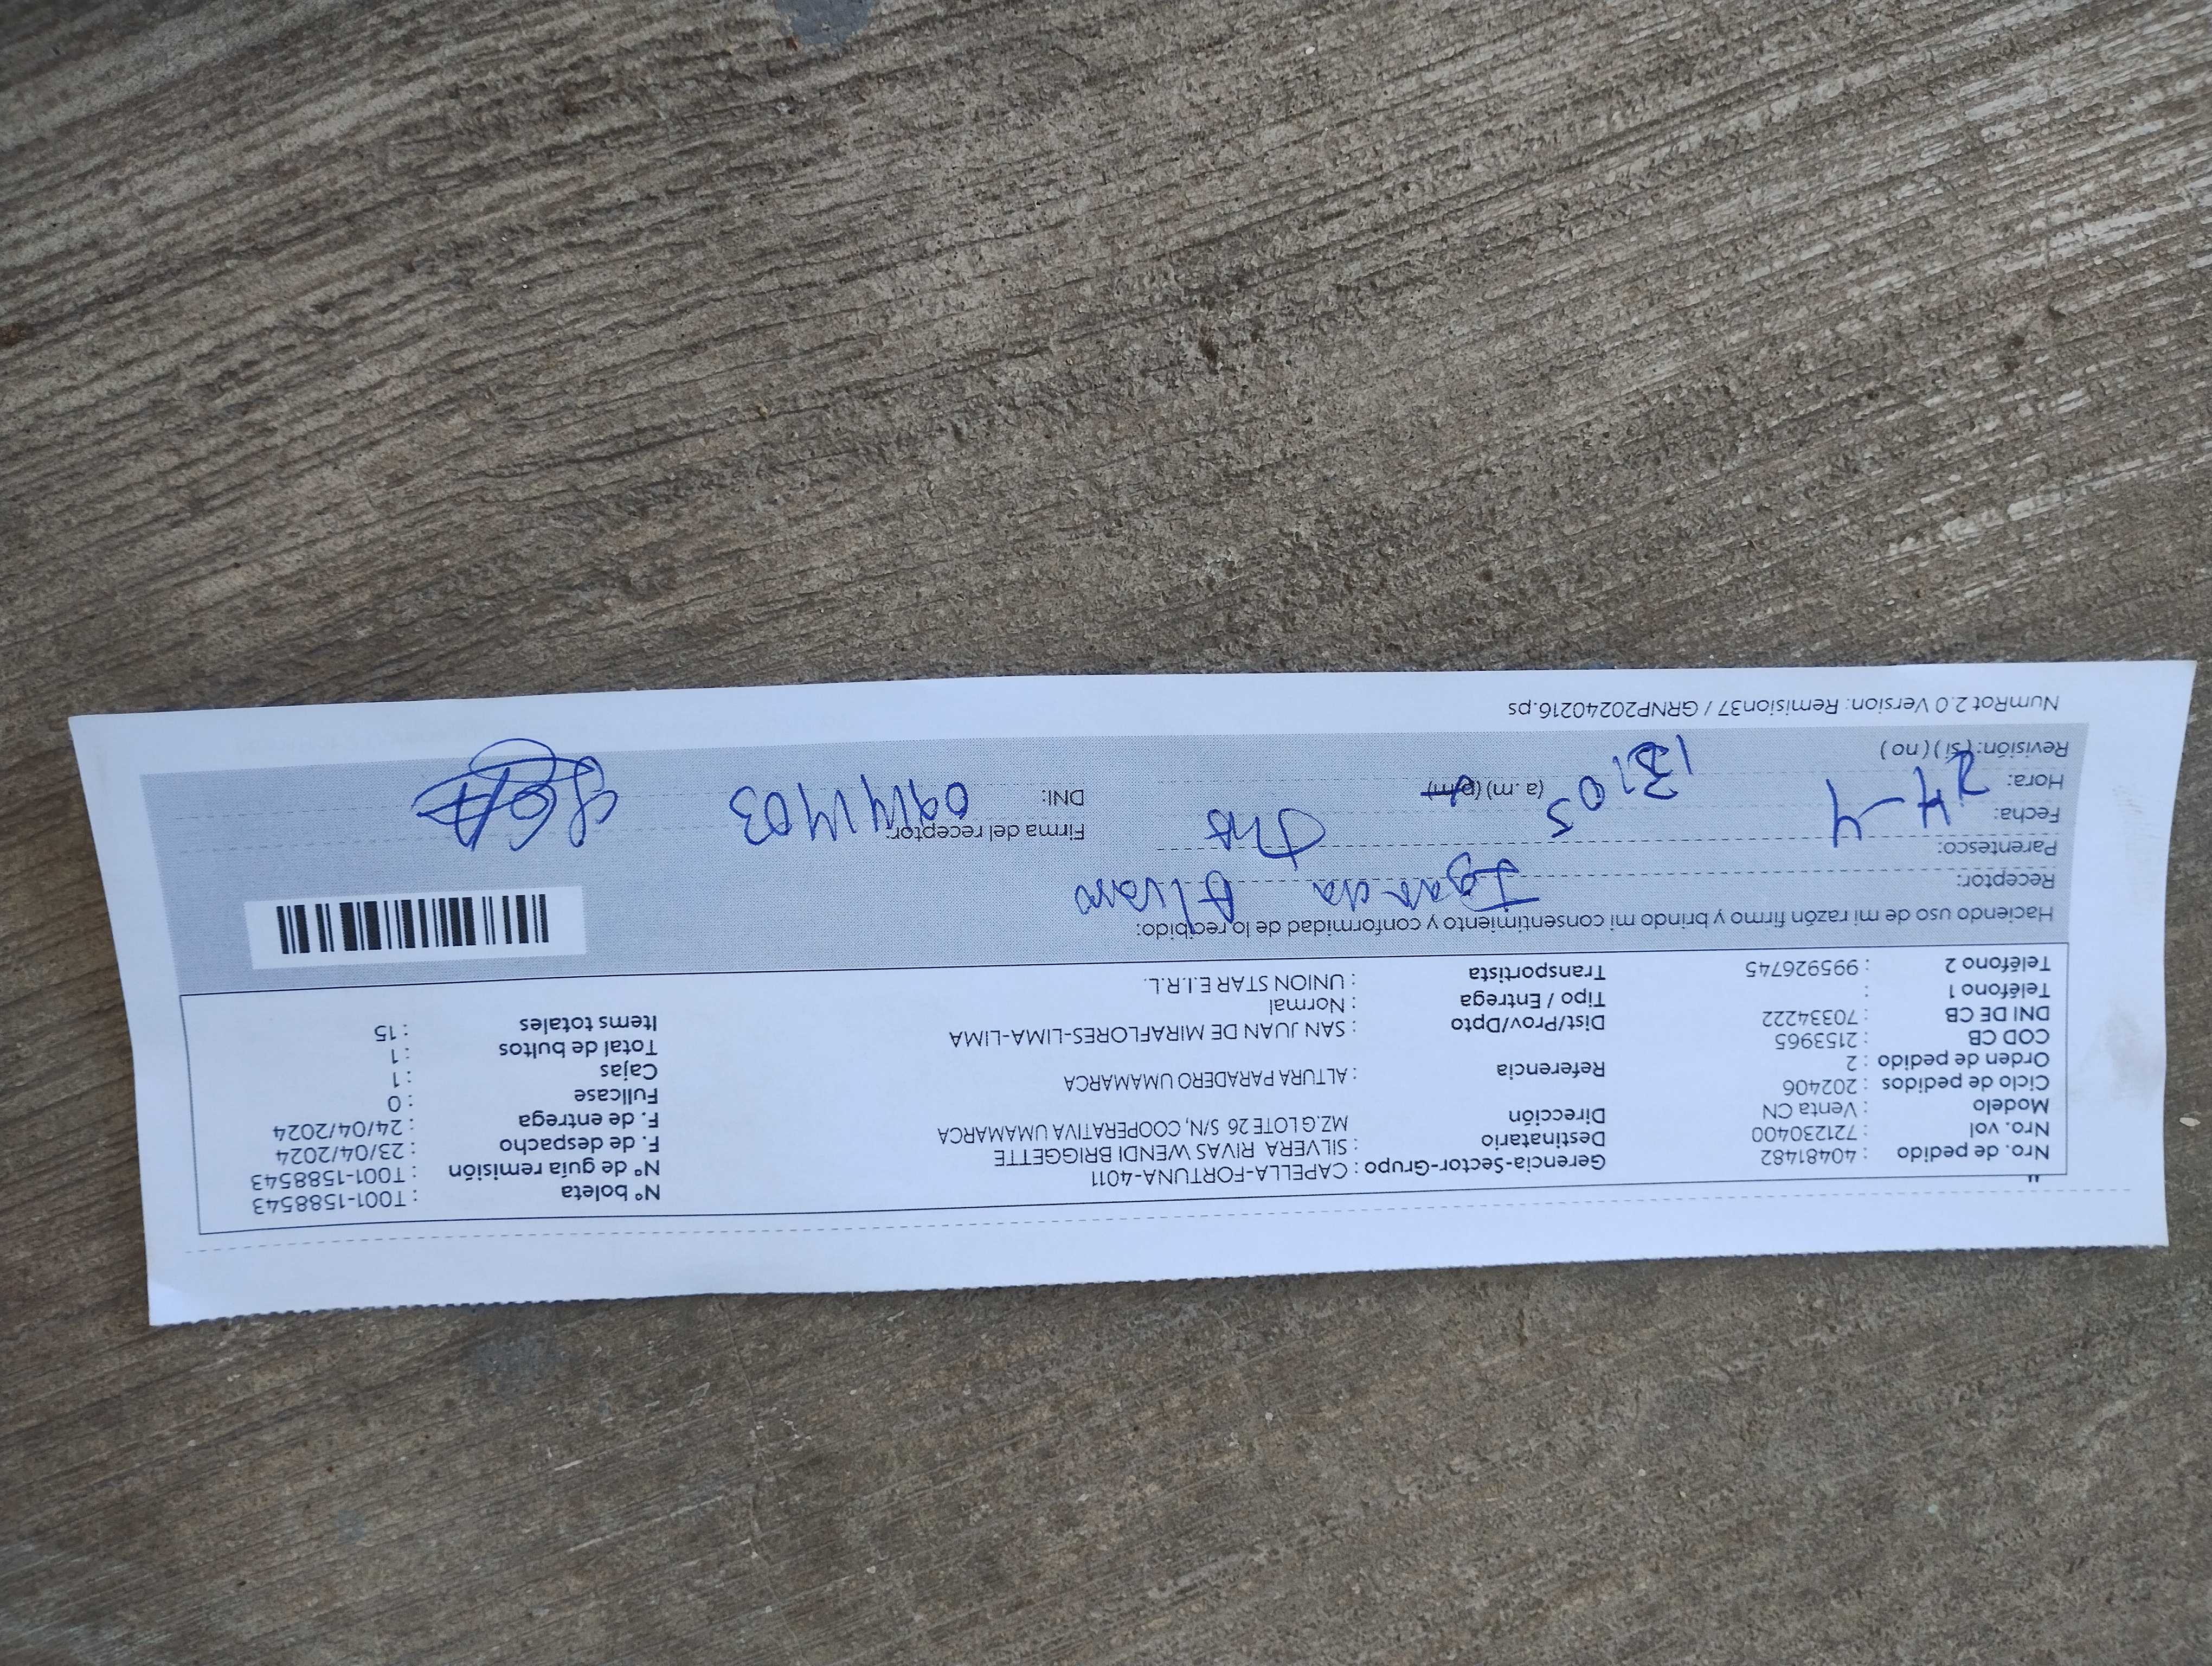 Nro. de pedido : 40481482 Gerencia-Sector-Grupo : CAPELLA-FORTUNA-4011 N° boleta : T001-1588543
Nro. vol : 721230400 Destinatario : SILVERA RIVAS WENDI BRIGGETTE N° de guía remisión : T001-1588543
Modelo : Venta CN Dirección MZ.G LOTE 26 S/N, COOPERATIVA UMAMARCA F. de despacho : 23/04/2024
Ciclo de pedidos : 202406 F. de entrega : 24/04/2024
Orden de pedido : 2 Referencia : ALTURA PARADERO UMAMARCA Fullcase : 0
COD CB : 2153965 Cajas : 1
DNI DE CB : 70334222 Dist/Prov/Dpto : SAN JUAN DE MIRAFLORES-LIMA-LIMA Total de bultos : 1
Teléfono 1 : Tipo / Entrega : Normal Items totales : 15
Teléfono 2 : 995926745 Transportista : UNION STAR E.I.R.L.
Haciendo uso de mi razón firmo y brindo mi consentimiento y conformidad de lo recibido:
Receptor:
Parentesco:
Fecha: 24-4 Firma del receptor:
Hora: (a.m) (p.m) DNI: 09141403
Revisión: ( si ) ( no )
NumRot 2.0 Version: Remision37 / GRNP20240216.ps